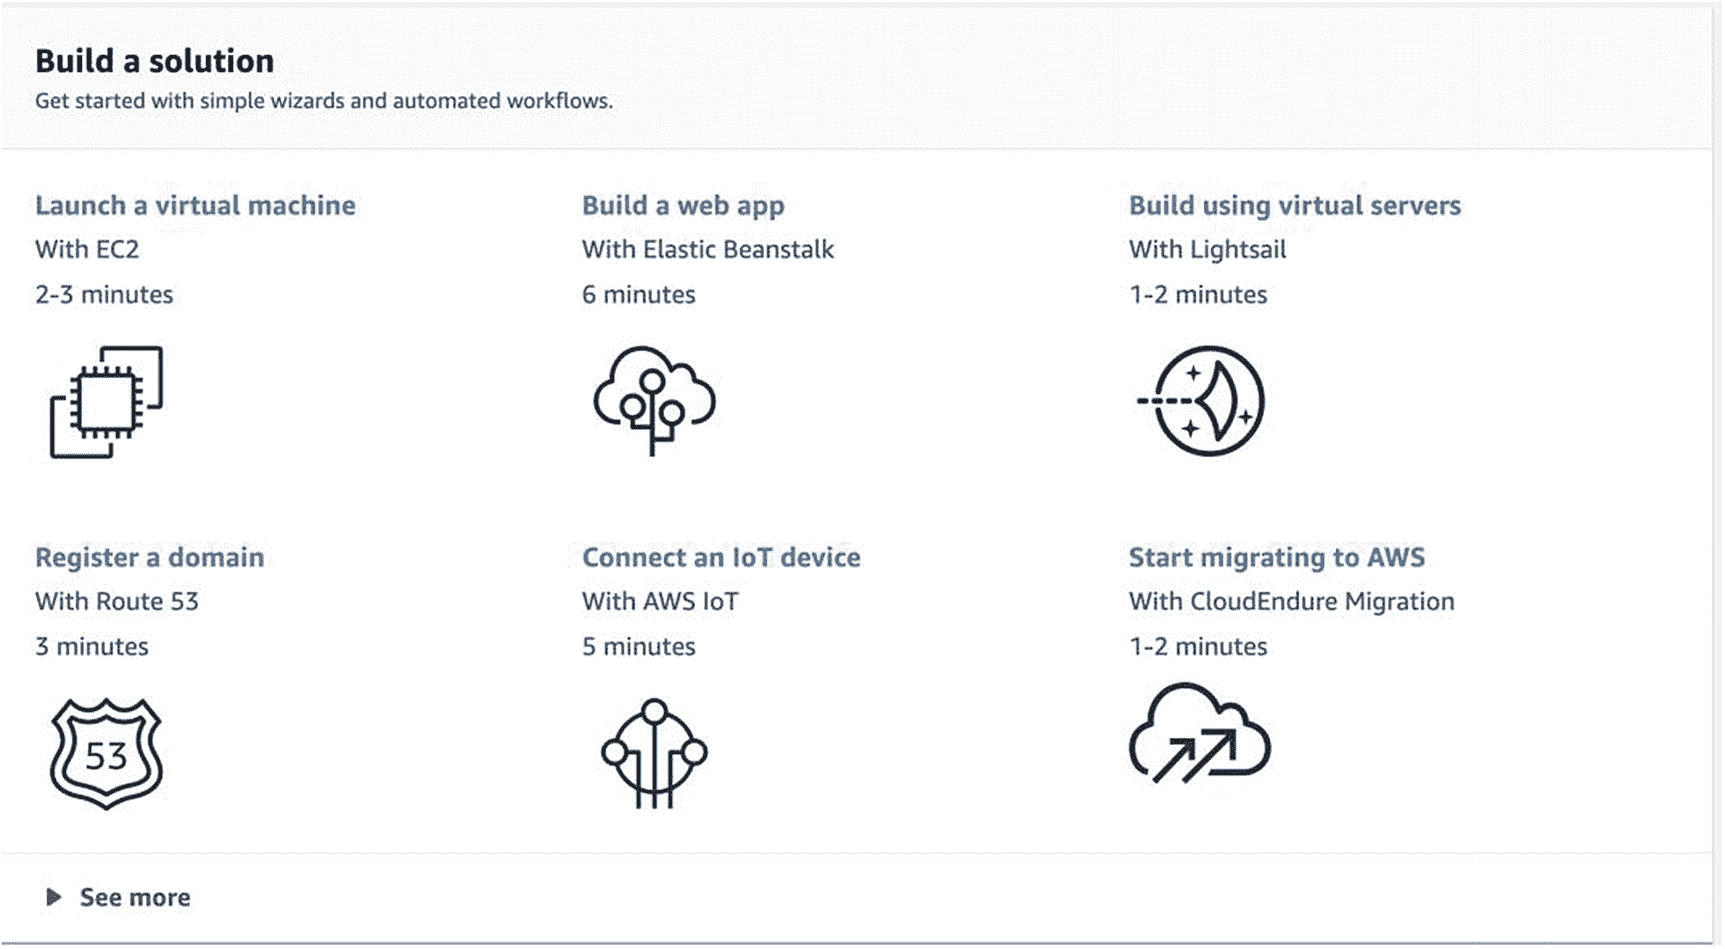 Build a solution
Get started with simple wizards and automated workflows.
Launch a virtual machine
With EC2
2-3 minutes
Build a web app
With Elastic Beanstalk
6 minutes
Build using virtual servers
With Lightsail
1-2 minutes
Register a domain
With Route 53
3 minutes
53
Connect an IoT device
With AWS IoT
5 minutes
Start migrating to AWS
With CloudEndure Migration
1-2 minutes
See more